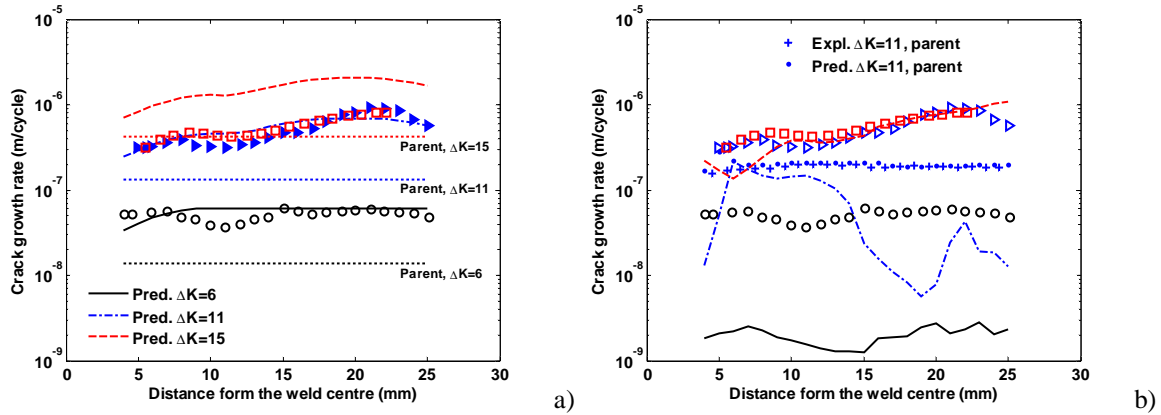 10⁻⁵
10⁻⁶
10⁻⁷
10⁻⁸
10⁻⁹
Crack growth rate (m/cycle)
Parent, ΔK=15
Parent, ΔK=11
Parent, ΔK=6
Pred. ΔK=6
Pred. ΔK=11
Pred. ΔK=15
0 5 10 15 20 25 30
Distance form the weld centre (mm)
a)
10⁻⁵
10⁻⁶
10⁻⁷
10⁻⁸
10⁻⁹
Crack growth rate (m/cycle)
Expl. ΔK=11, parent
Pred. ΔK=11, parent
0 5 10 15 20 25 30
Distance form the weld centre (mm)
b)